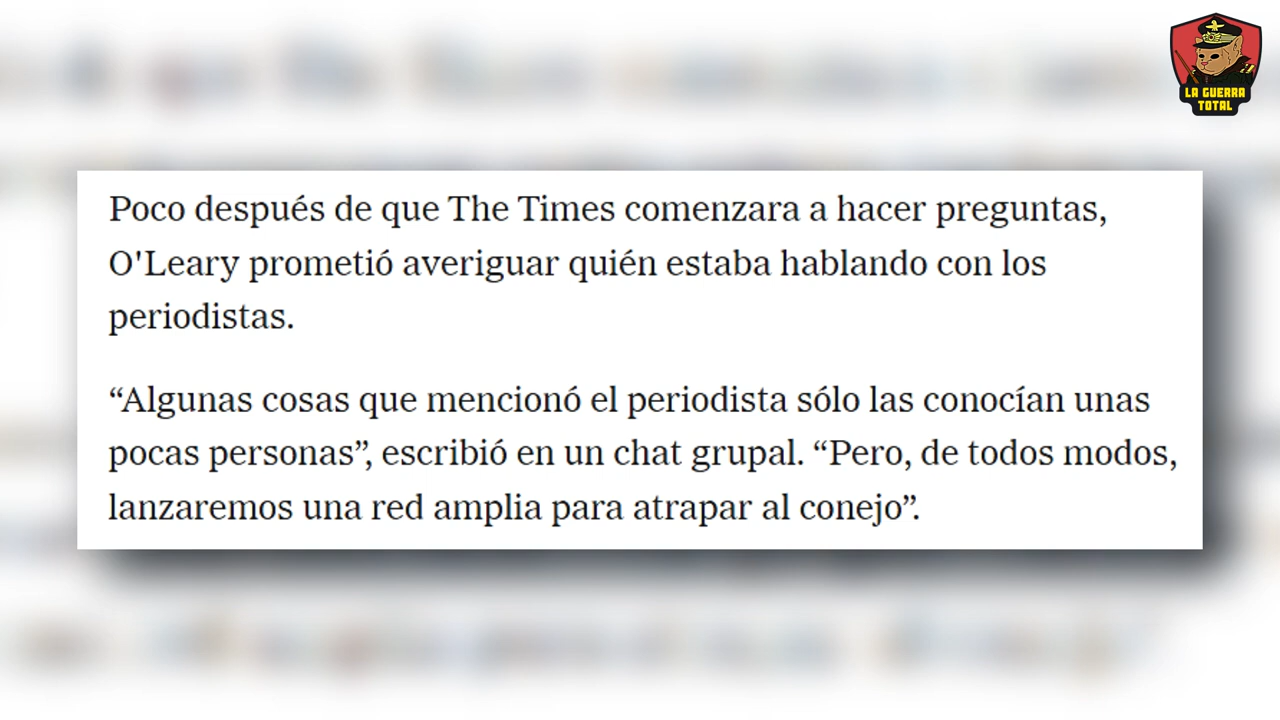 LA GUERRA
TOTAL
Poco después de que The Times comenzara a hacer preguntas,
O'Leary prometió averiguar quién estaba hablando con los
periodistas.
“Algunas cosas que mencionó el periodista sólo las conocían unas
pocas personas”, escribió en un chat grupal. “Pero, de todos modos,
lanzaremos una red amplia para atrapar al conejo”.